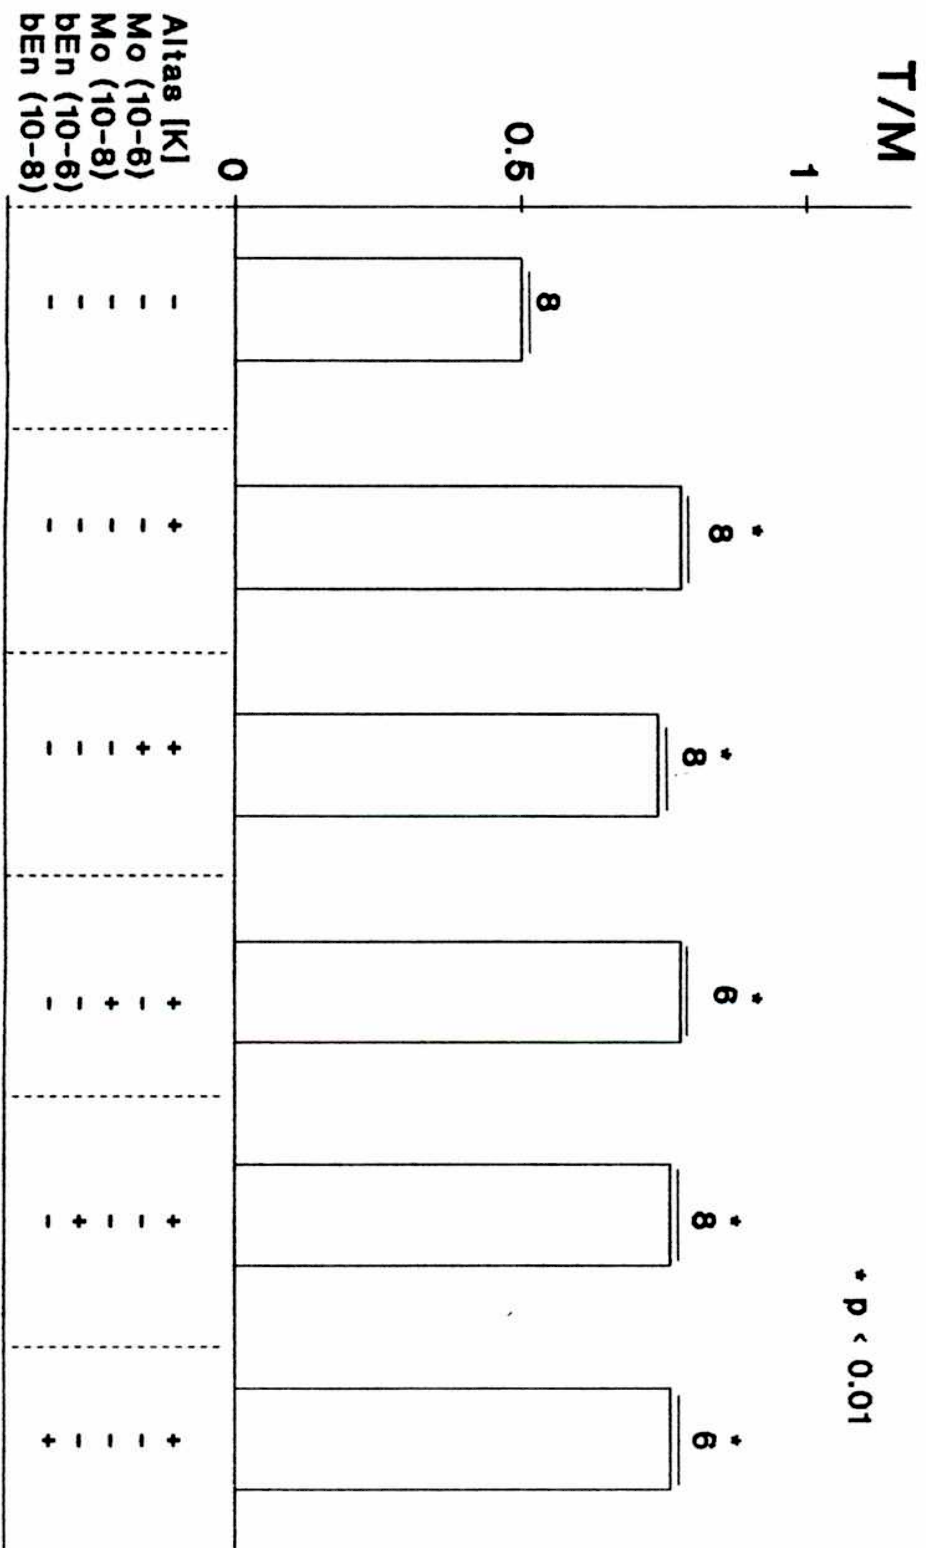 T/M
* p < 0.01
1
0.5
0
8
* 8
* 8
* 6
* 8
* 6
Altas [K] - + + + + +
Mo (10-6) - - + - - -
Mo (10-8) - - - + - -
bEn (10-6) - - - - + -
bEn (10-8) - - - - - +